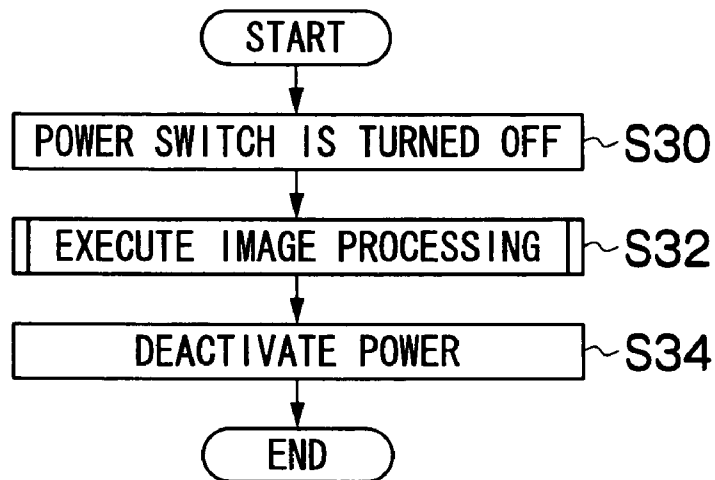 START
POWER SWITCH IS TURNED OFF S30
EXECUTE IMAGE PROCESSING S32
DEACTIVATE POWER S34
END